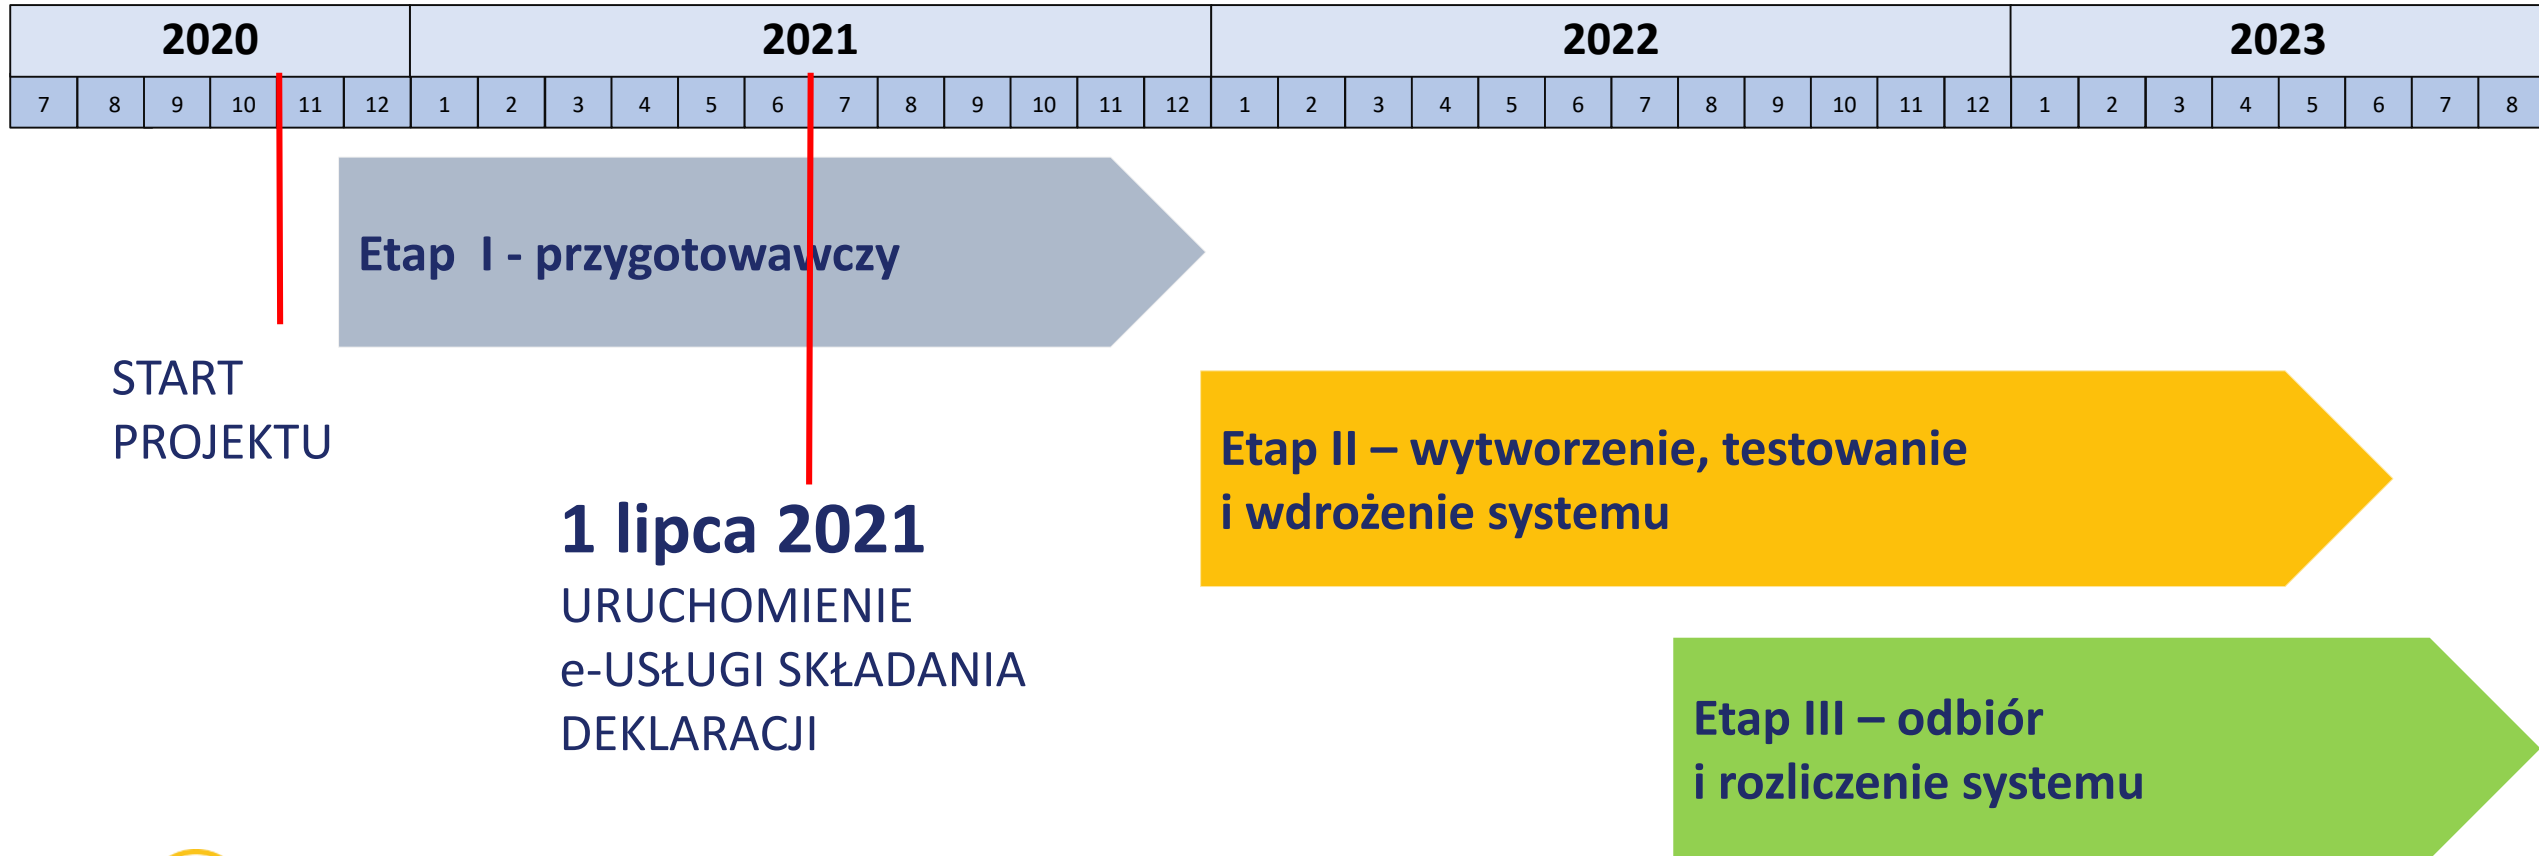 2020 2021 2022 2023
7 8 9 10 11 12 1 2 3 4 5 6 7 8 9 10 11 12 1 2 3 4 5 6 7 8 9 10 11 12 1 2 3 4 5 6 7 8
Etap I - przygotowawczy
START
PROJEKTU
Etap II – wytworzenie, testowanie
i wdrożenie systemu
1 lipca 2021
URUCHOMIENIE
e-USŁUGI SKŁADANIA
DEKLARACJI
Etap III – odbiór
i rozliczenie systemu